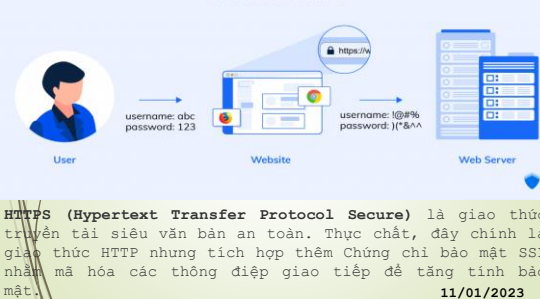 https://w
username: abc
password: 123
username: !@#%
password: )(*&^^
User
Website
Web Server
HTTPS (Hypertext Transfer Protocol Secure) là giao thức
truyền tải siêu văn bản an toàn. Thực chất, đây chính là
giao thức HTTP nhưng tích hợp thêm Chứng chỉ bảo mật SSL
nhằm mã hóa các thông điệp giao tiếp để tăng tính bảo
mật.
11/01/2023